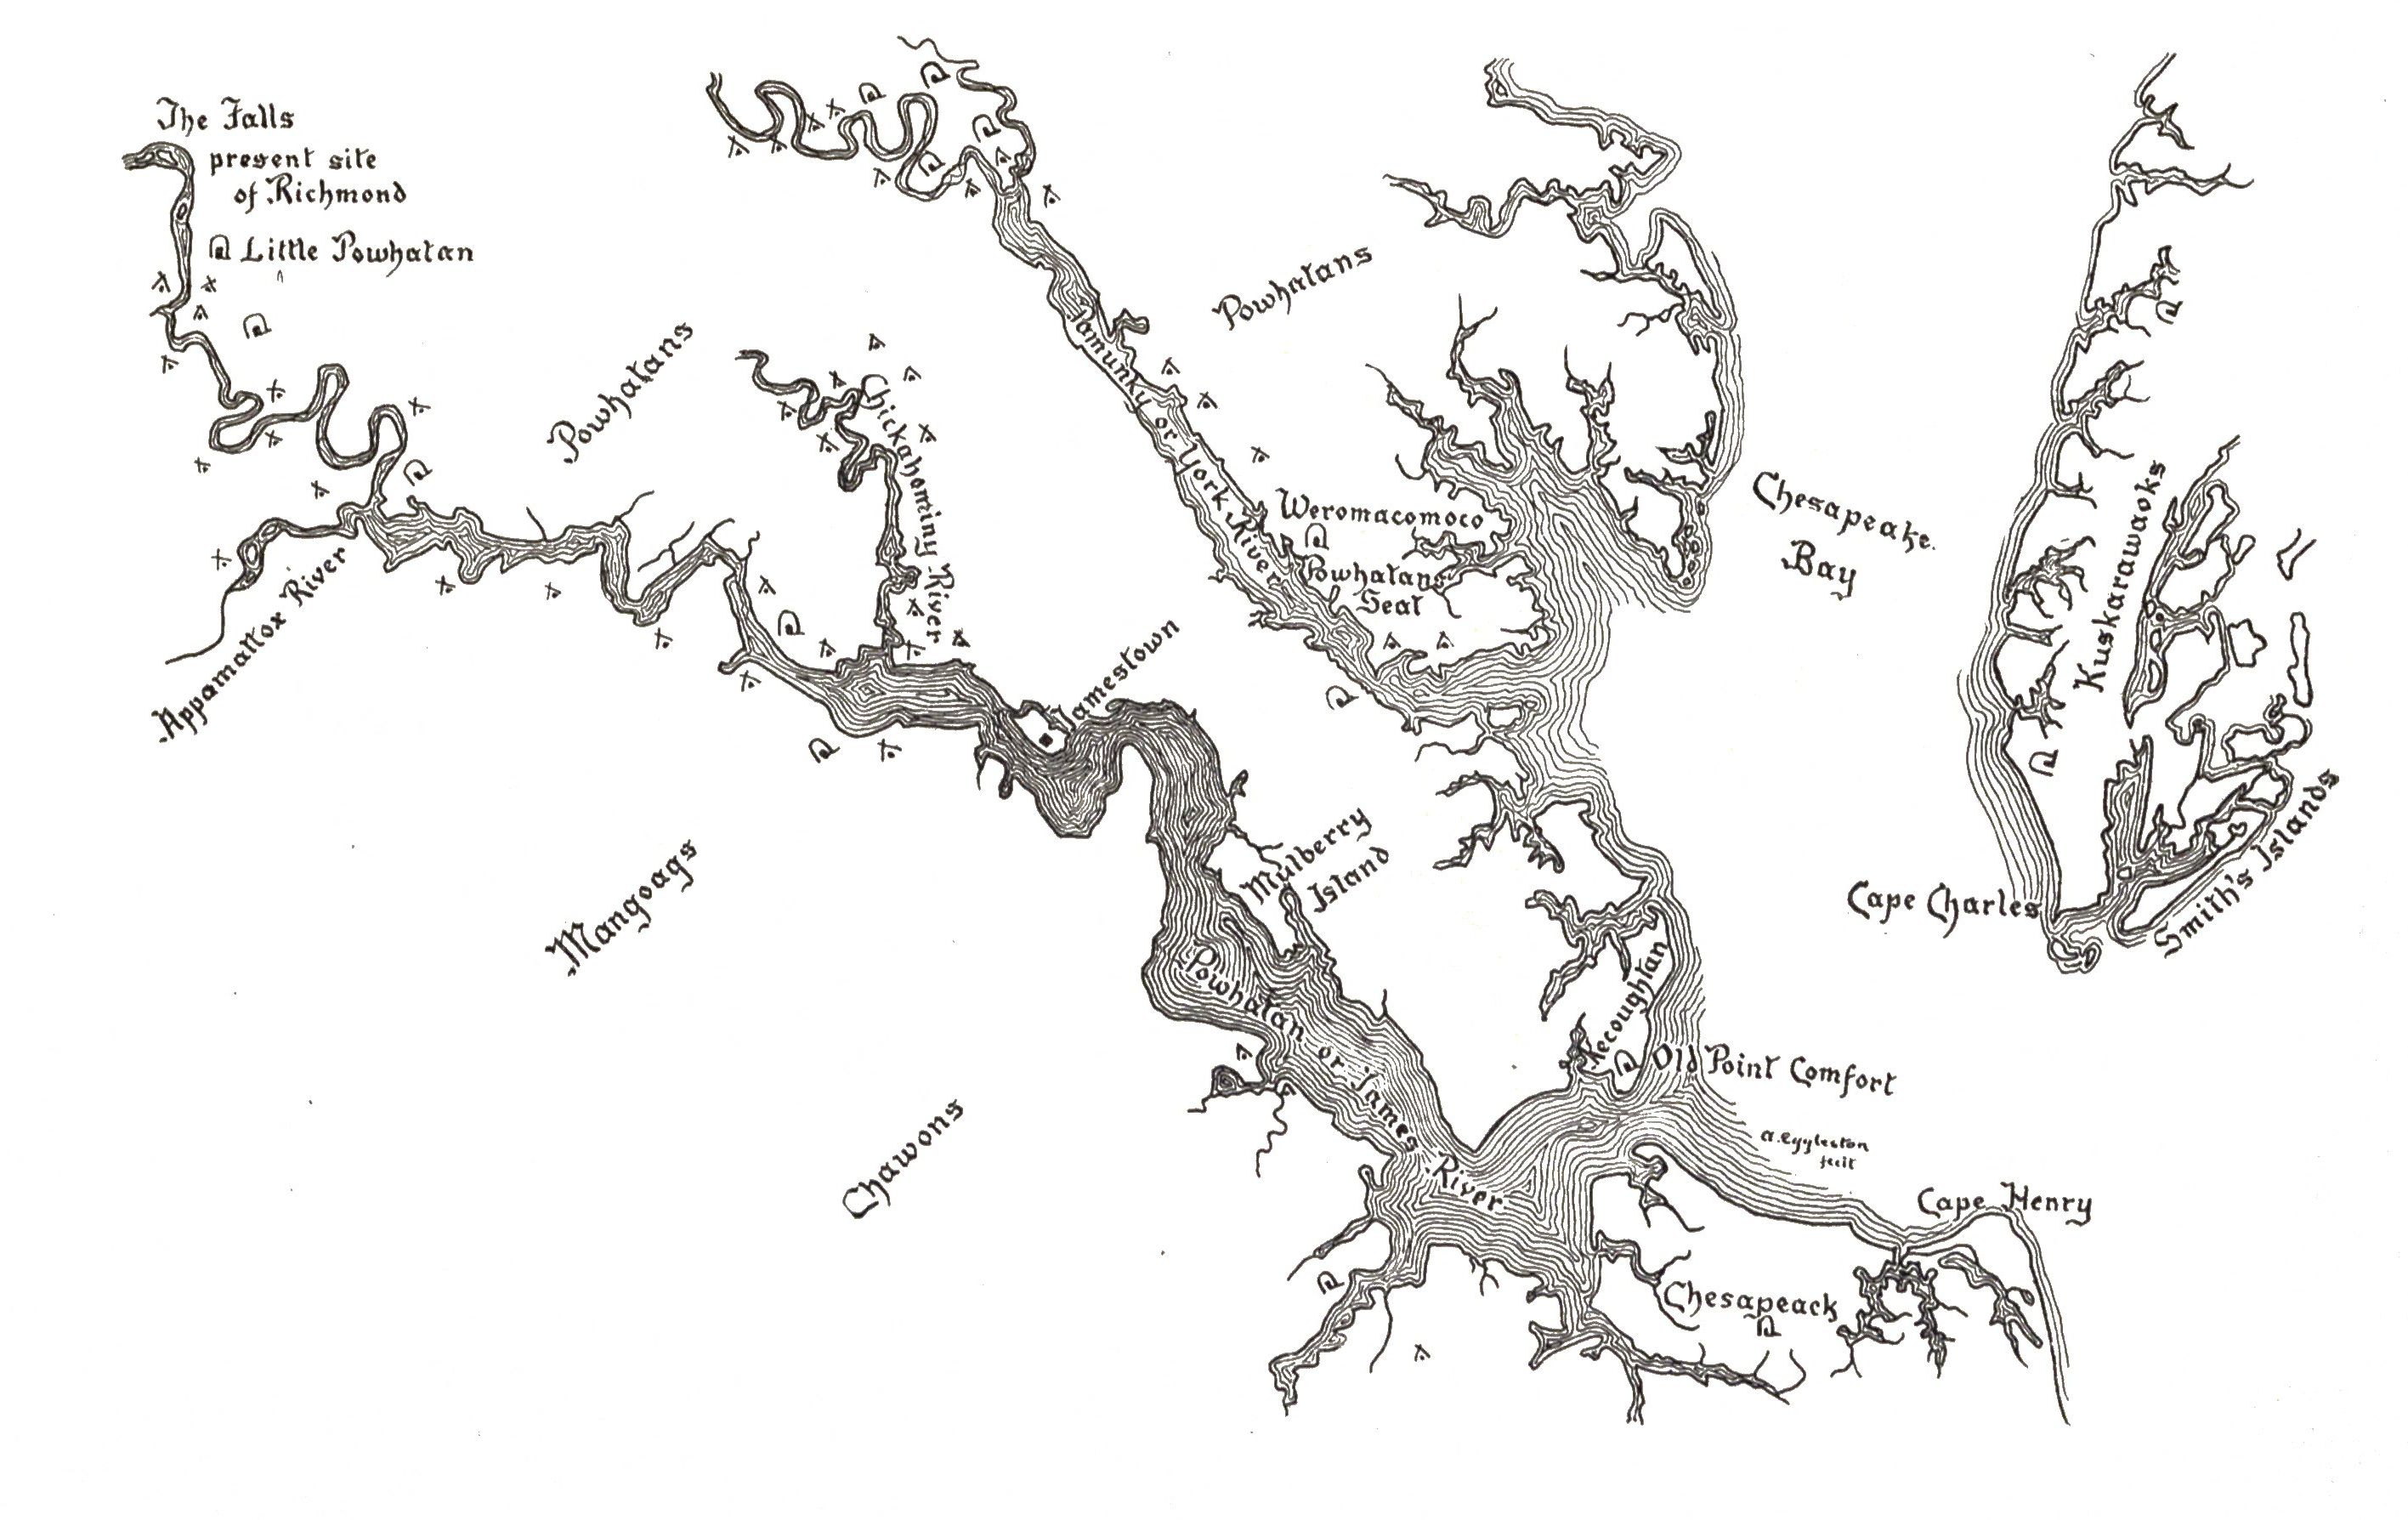 The Falls
present site
of Richmond
Little Powhatan
Powhatans
Powhatans
Chickahominy River
Pamunky or York River
Weromacomoco
Powhatans
Seat
Chesapeake
Bay
Kuskarawaoks
Appamattox River
Jamestown
Mulberry
Island
Mangoags
Powhatan or James River
Kecoughtan
Cape Charles
Smith's Islands
Old Point Comfort
A. Eggleston
fecit
Chawons
Cape Henry
Chesapeack